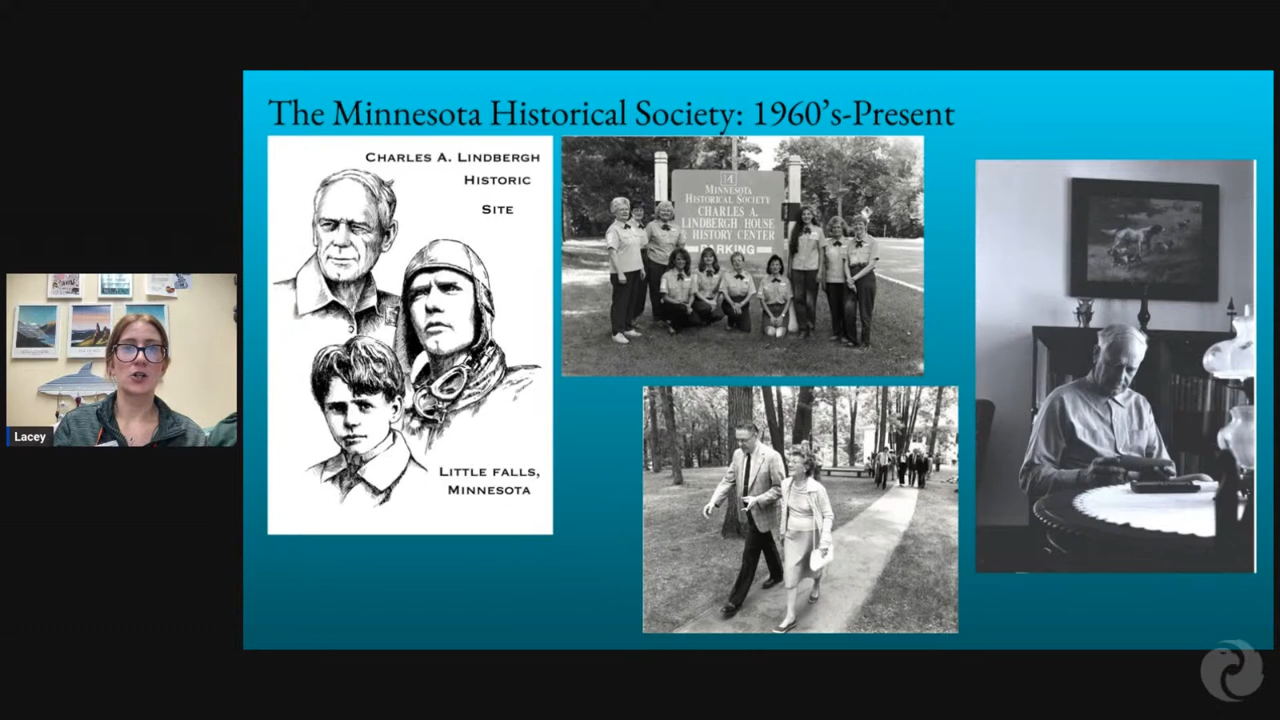 The Minnesota Historical Society: 1960's-Present
Charles A. Lindbergh
Historic
Site
Little Falls,
Minnesota
Minnesota
Historical Society
Charles A.
Lindbergh House
& History Center
Parking
Lacey